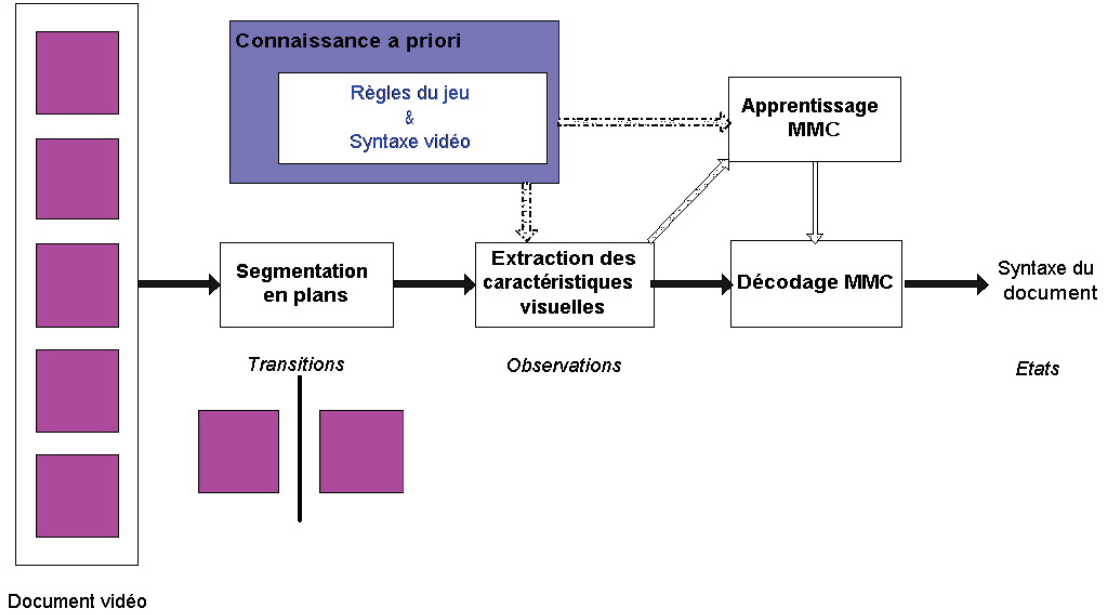 Connaissance a priori
Règles du jeu
&
Syntaxe vidéo
Apprentissage
MMC
Segmentation
en plans
Extraction des
caractéristiques
visuelles
Décodage MMC
Syntaxe du
document
Transitions
Observations
Etats
Document vidéo